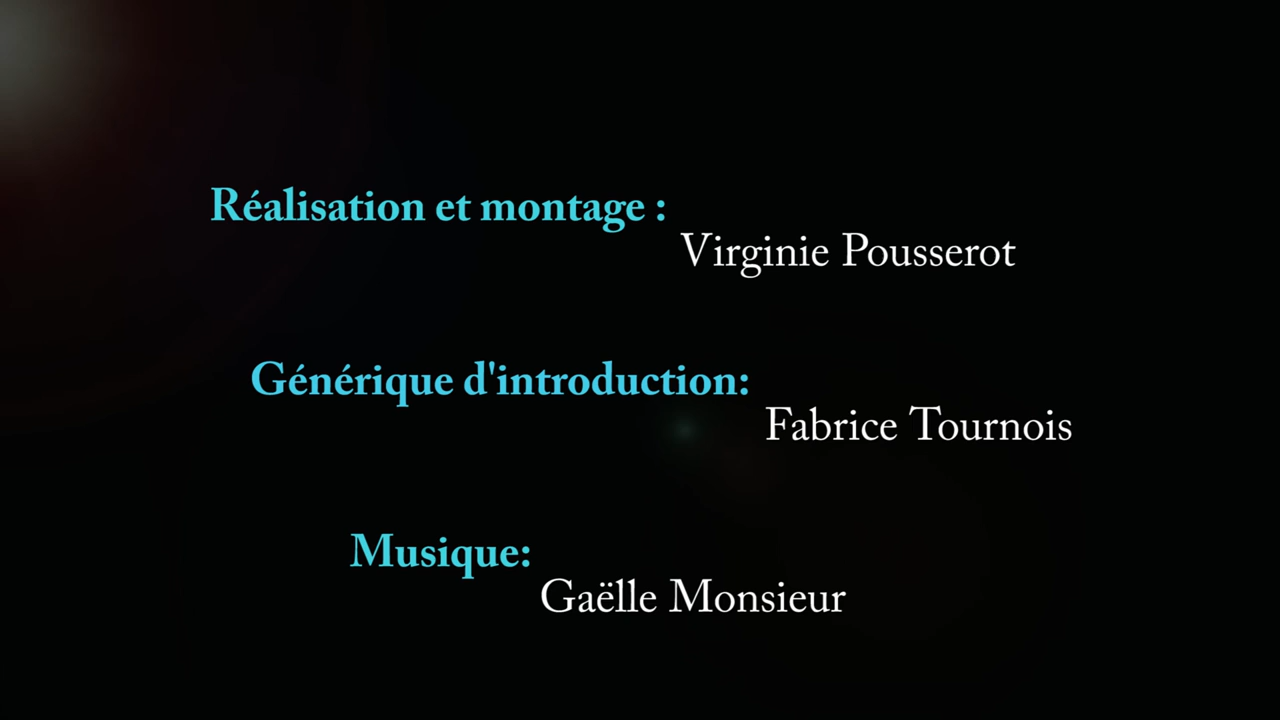 Réalisation et montage :
Virginie Pousserot
Générique d'introduction:
Fabrice Tournois
Musique:
Gaëlle Monsieur